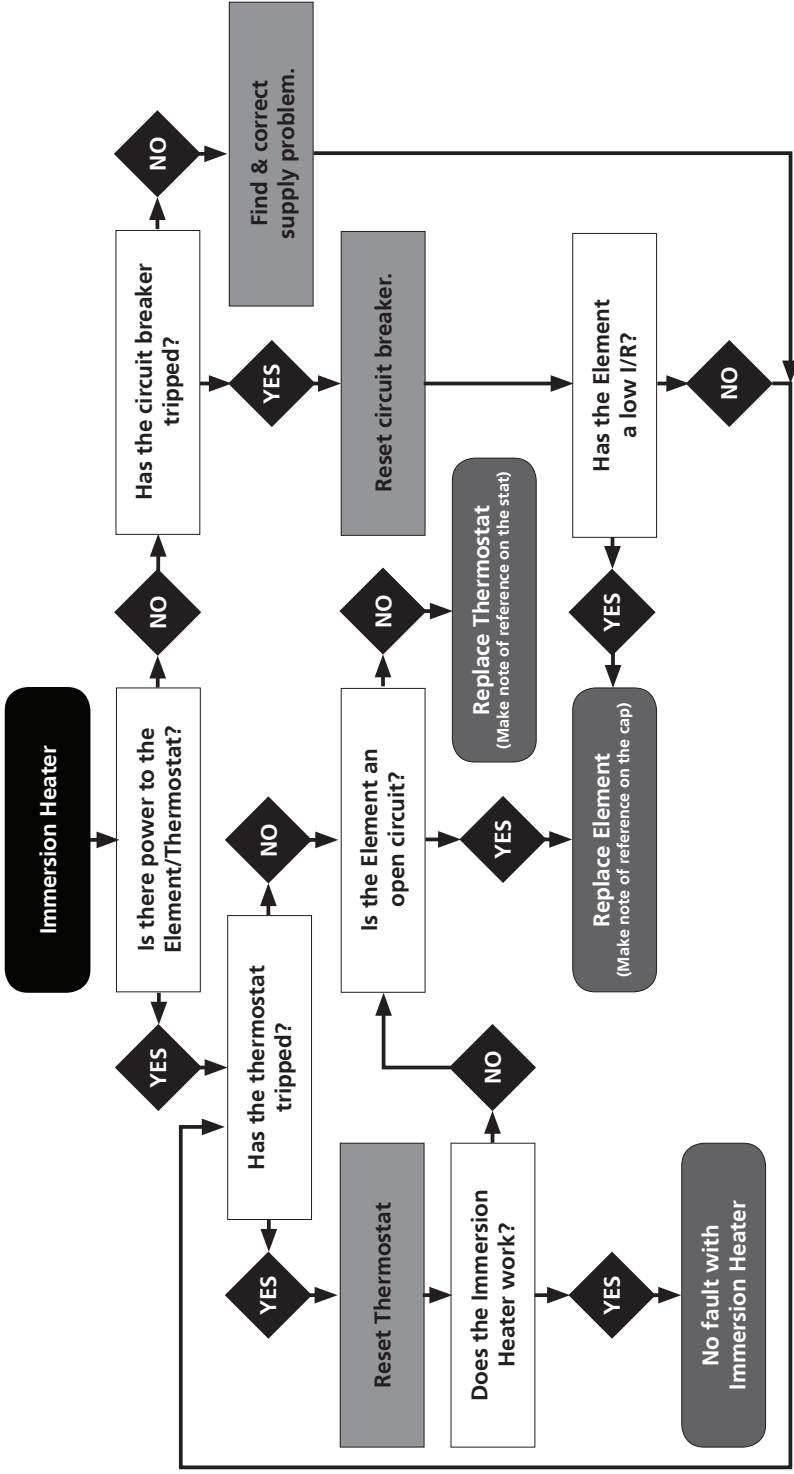 Immersion Heater
Is there power to the
Element/Thermostat?
YES
NO
Has the circuit breaker
tripped?
NO
Find & correct
supply problem.
YES
Reset circuit breaker.
Has the Element
a low I/R?
YES
NO
Has the thermostat
tripped?
YES
NO
Reset Thermostat
Does the Immersion
Heater work?
YES
No fault with
Immersion Heater
NO
Is the Element an
open circuit?
NO
Replace Thermostat
(Make note of reference on the stat)
YES
Replace Element
(Make note of reference on the cap)